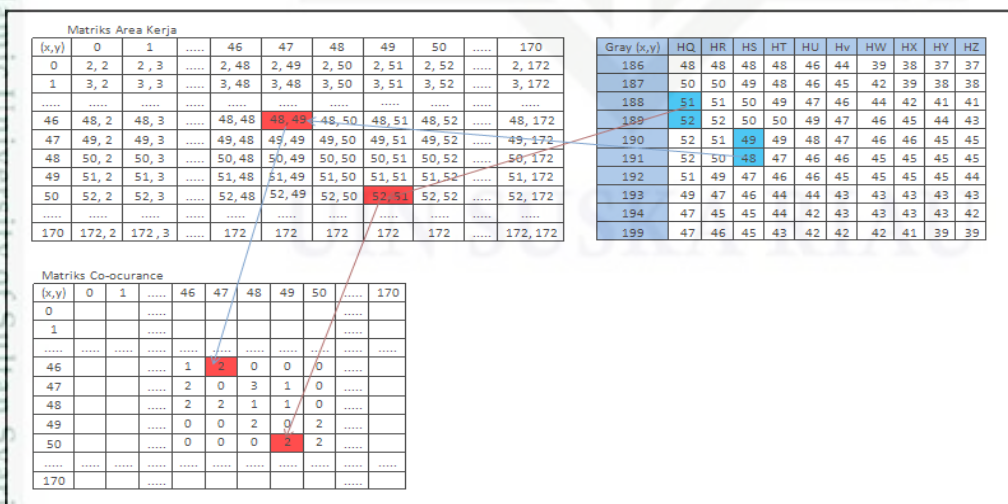 Matriks Area Kerja
(x,y) 0 1 ..... 46 47 48 49 50 ..... 170
0 2, 2 2 , 3 ..... 2, 48 2, 49 2, 50 2, 51 2, 52 ..... 2, 172
1 3, 2 3 , 3 ..... 3, 48 3, 48 3, 50 3, 51 3, 52 ..... 3, 172
..... ..... ..... ..... ..... ..... ..... ..... ..... .....
46 48, 2 48, 3 ..... 48, 48 48, 49 48, 50 48, 51 48, 52 ..... 48, 172
47 49, 2 49, 3 ..... 49, 48 49, 49 49, 50 49, 51 49, 52 ..... 49, 172
48 50, 2 50, 3 ..... 50, 48 50, 49 50, 50 50, 51 50, 52 ..... 50, 172
49 51, 2 51, 3 ..... 51, 48 51, 49 51, 50 51, 51 51, 52 ..... 51, 172
50 52, 2 52, 3 ..... 52, 48 52, 49 52, 50 52, 51 52, 52 ..... 52, 172
..... ..... ..... ..... ..... ..... ..... ..... ..... ..... .....
170 172, 2 172, 3 ..... 172 172 172 172 172 ..... 172, 172
Gray (x,y) HQ HR HS HT HU Hv HW HX HY HZ
186 48 48 48 48 46 44 39 38 37 37
187 50 50 49 48 46 45 42 39 38 38
188 51 51 50 49 47 46 44 42 41 41
189 52 52 50 50 49 47 46 45 44 43
190 52 51 49 49 48 47 46 46 45 45
191 52 50 48 47 46 46 45 45 45 45
192 51 49 47 46 46 45 45 45 45 44
193 49 47 46 44 44 43 43 43 43 43
194 47 45 45 44 42 43 43 43 43 42
199 47 46 45 43 42 42 42 41 39 39
Matriks Co-ocurance
(x,y) 0 1 ..... 46 47 48 49 50 ..... 170
0 ..... .....
1 ..... .....
..... ..... ..... ..... ..... ..... ..... ..... ..... ..... .....
46 ..... 1 2 0 0 0 .....
47 ..... 2 0 3 1 0 .....
48 ..... 2 2 1 1 0 .....
49 ..... 0 0 2 0 2 .....
50 ..... 0 0 0 2 2 .....
..... ..... ..... ..... ..... ..... ..... ..... ..... ..... .....
170 ..... .....
UIN SUSKA RIAU